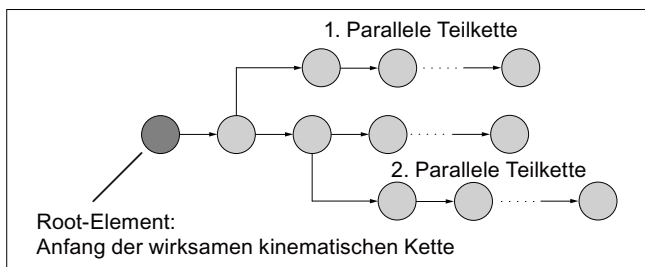 1. Parallele Teilkette
2. Parallele Teilkette
Root-Element:
Anfang der wirksamen kinematischen Kette